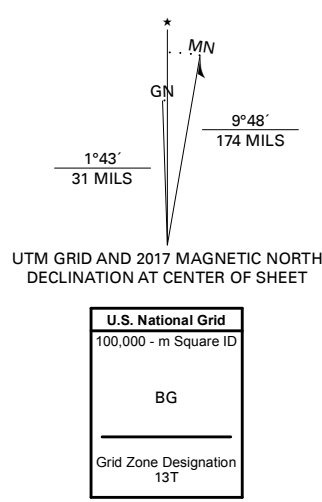 ★
MN
GN
9°48´
174 MILS
1°43´
31 MILS
UTM GRID AND 2017 MAGNETIC NORTH
DECLINATION AT CENTER OF SHEET
U.S. National Grid
100,000 - m Square ID
BG
Grid Zone Designation
13T